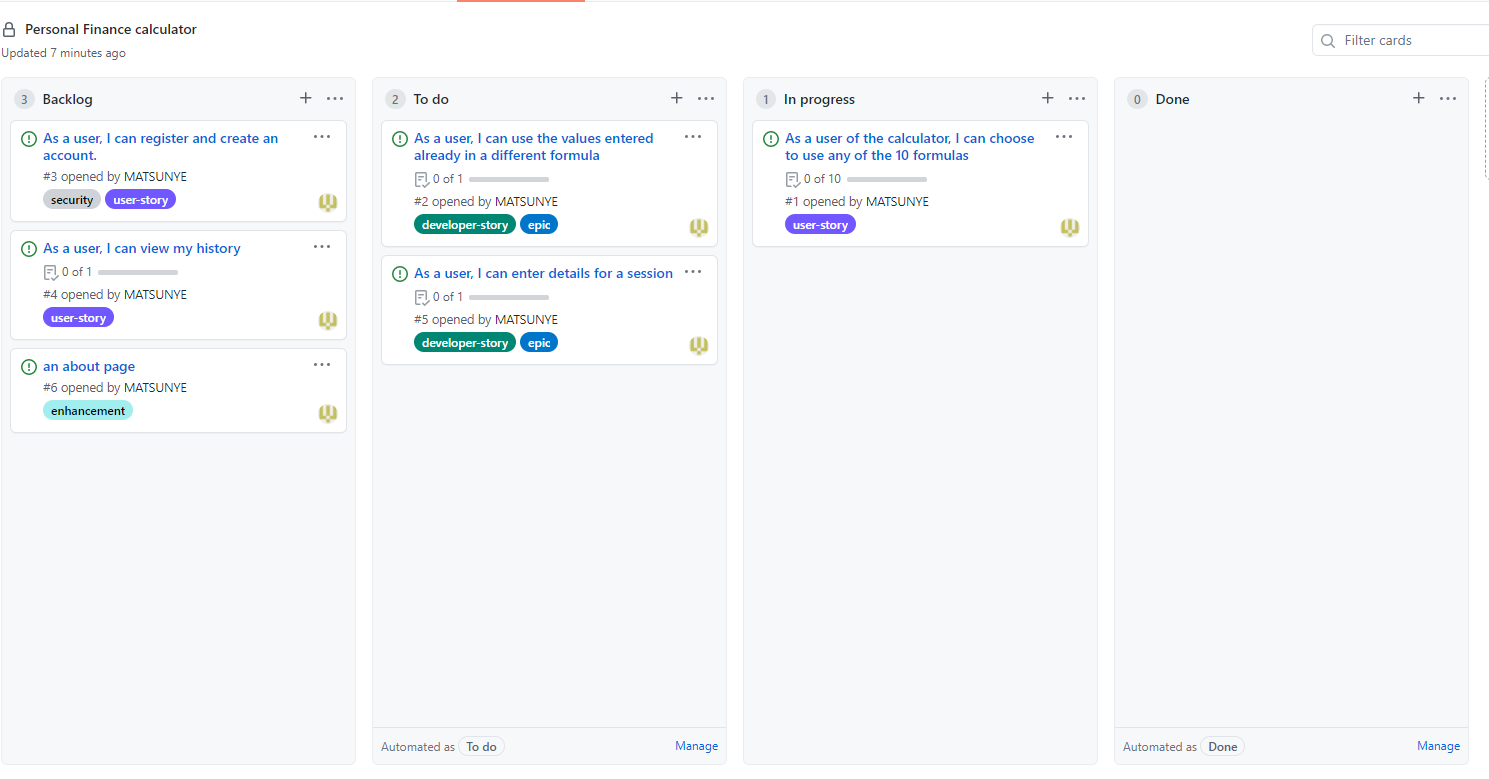 Personal Finance calculator
Updated 7 minutes ago
Filter cards
3 Backlog
As a user, I can register and create an
account.
#3 opened by MATSUNYE
security user-story
As a user, I can view my history
0 of 1
#4 opened by MATSUNYE
user-story
an about page
#6 opened by MATSUNYE
enhancement
2 To do
As a user, I can use the values entered
already in a different formula
0 of 1
#2 opened by MATSUNYE
developer-story epic
As a user, I can enter details for a session
0 of 1
#5 opened by MATSUNYE
developer-story epic
Automated as To do Manage
1 In progress
As a user of the calculator, I can choose
to use any of the 10 formulas
0 of 10
#1 opened by MATSUNYE
user-story
0 Done
Automated as Done Manage